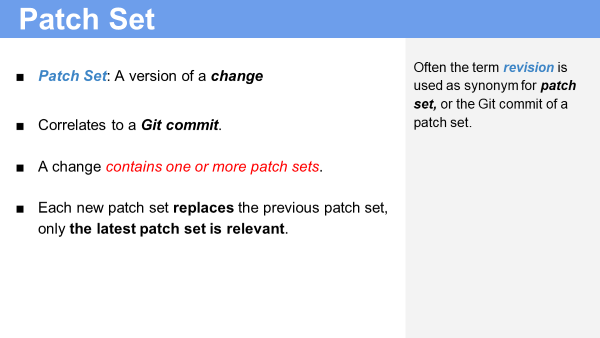 Patch Set
▪ Patch Set: A version of a change
▪ Correlates to a Git commit.
▪ A change contains one or more patch sets.
▪ Each new patch set replaces the previous patch set,
only the latest patch set is relevant.
Often the term revision is
used as synonym for patch
set, or the Git commit of a
patch set.